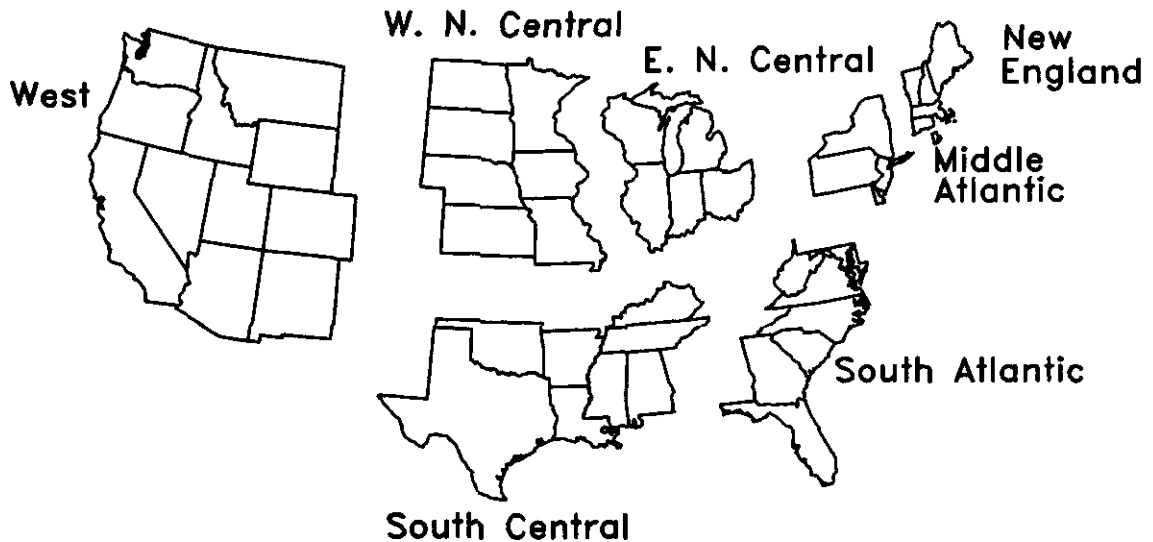 W. N. Central
E. N. Central
New
England
West
Middle
Atlantic
South Atlantic
South Central